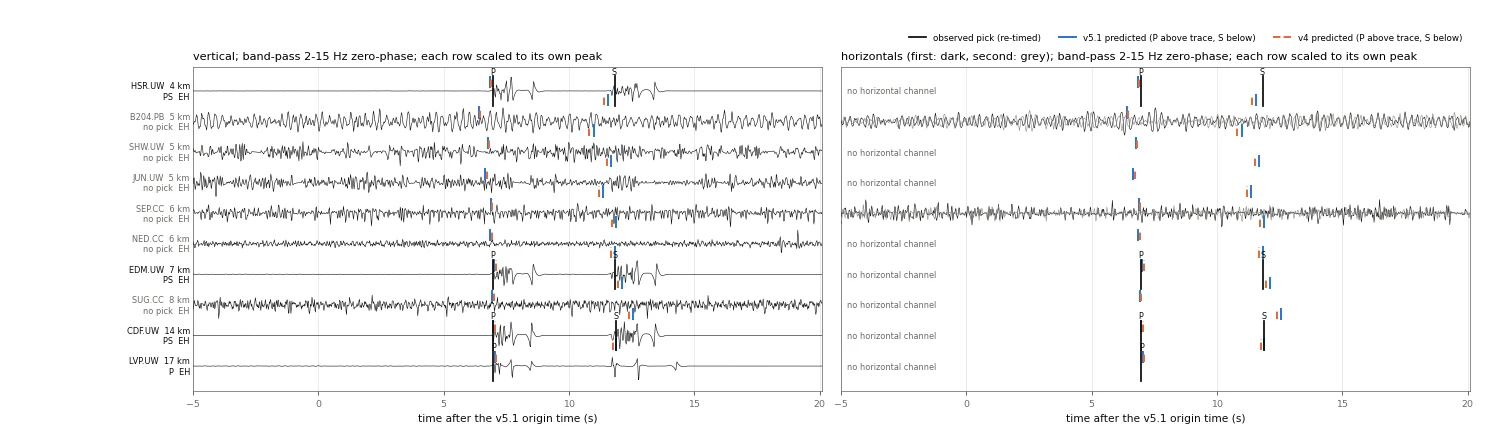 observed pick (re-timed) v5.1 predicted (P above trace, S below) v4 predicted (P above trace, S below)
vertical; band-pass 2-15 Hz zero-phase; each row scaled to its own peak
horizontals (first: dark, second: grey); band-pass 2-15 Hz zero-phase; each row scaled to its own peak
P S P S
HSR.UW 4 km
PS EH
no horizontal channel
B204.PB 5 km
no pick EH
SHW.UW 5 km
no pick EH
no horizontal channel
JUN.UW 5 km
no pick EH
no horizontal channel
SEP.CC 6 km
no pick EH
NED.CC 6 km
no pick EH
no horizontal channel
P S P S
EDM.UW 7 km
PS EH
no horizontal channel
SUG.CC 8 km
no pick EH
no horizontal channel
P S P S
CDF.UW 14 km
PS EH
no horizontal channel
P P
LVP.UW 17 km
P EH
no horizontal channel
−5 0 5 10 15 20 −5 0 5 10 15 20
time after the v5.1 origin time (s) time after the v5.1 origin time (s)